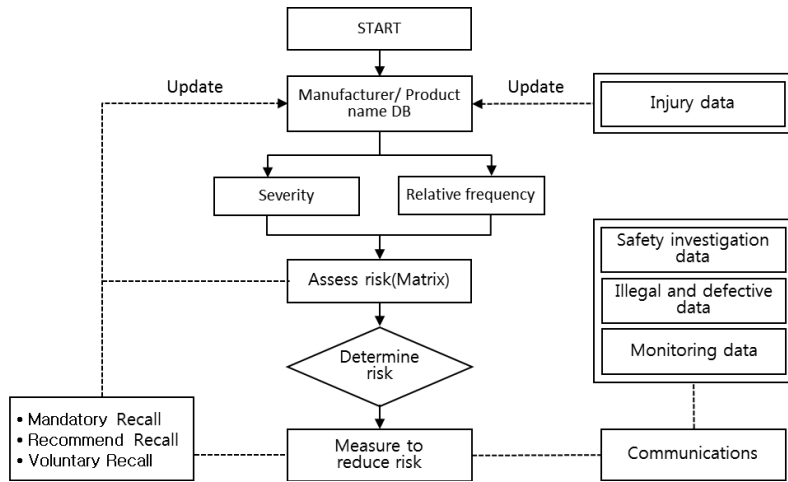 START
Update
Update
Manufacturer/ Product
name DB
Injury data
Severity
Relative frequency
Safety investigation
data
Assess risk(Matrix)
Illegal and defective
data
Determine
risk
Monitoring data
• Mandatory Recall
• Recommend Recall
• Voluntary Recall
Measure to
reduce risk
Communications